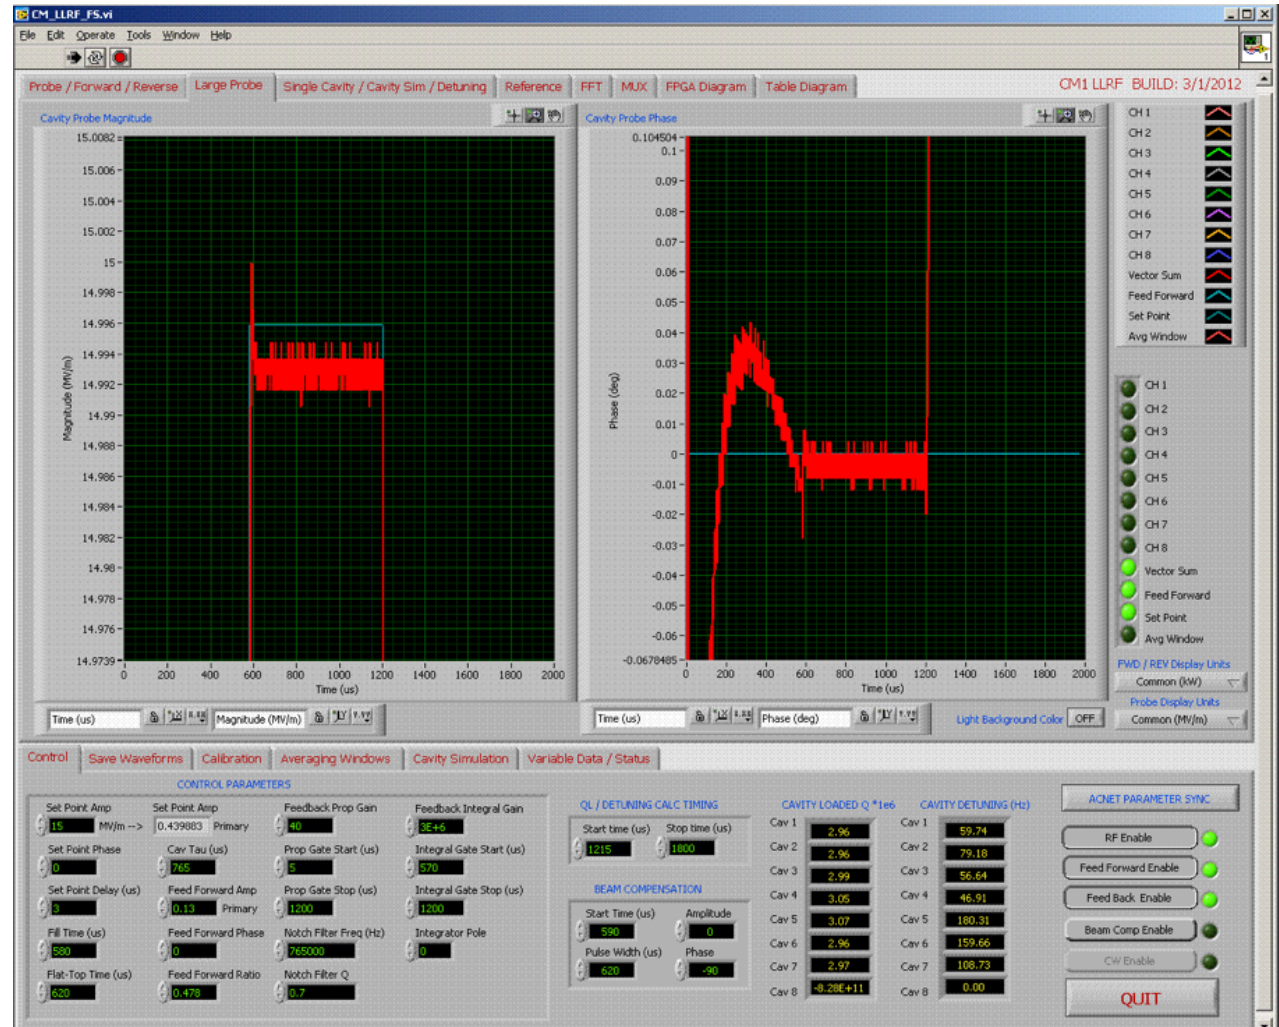 CM_LLRF_FS.vi
File Edit Operate Tools Window Help
Probe / Forward / Reverse Large Probe Single Cavity / Cavity Sim / Detuning Reference FFT MUX FPGA Diagram Table Diagram CM1 LLRF BUILD: 3/1/2012
Cavity Probe Magnitude
15.0082
15.006
15.004
15.002
15
14.998
14.996
14.994
14.992
14.99
14.988
14.986
14.984
14.982
14.98
14.978
14.976
14.9739
Magnitude (MV/m)
0 200 400 600 800 1000 1200 1400 1600 1800 2000
Time (us)
Time (us) Magnitude (MV/m)
Cavity Probe Phase
0.104504
0.1
0.09
0.08
0.07
0.06
0.05
0.04
0.03
0.02
0.01
0
-0.01
-0.02
-0.03
-0.04
-0.05
-0.06
-0.0678485
Phase (deg)
0 200 400 600 800 1000 1200 1400 1600 1800 2000
Time (us)
Time (us) Phase (deg)
Light Background Color OFF
CH 1
CH 2
CH 3
CH 4
CH 5
CH 6
CH 7
CH 8
Vector Sum
Feed Forward
Set Point
Avg Window
CH 1
CH 2
CH 3
CH 4
CH 5
CH 6
CH 7
CH 8
Vector Sum
Feed Forward
Set Point
Avg Window
FWD / REV Display Units
Common (kW)
Probe Display Units
Common (MV/m)
Control Save Waveforms Calibration Averaging Windows Cavity Simulation Variable Data / Status
CONTROL PARAMETERS
Set Point Amp Set Point Amp Feedback Prop Gain Feedback Integral Gain
15 MV/m --> 0.439883 Primary 40 3E+6
Set Point Phase Cav Tau (us) Prop Gate Start (us) Integral Gate Start (us)
0 765 5 570
Set Point Delay (us) Feed Forward Amp Prop Gate Stop (us) Integral Gate Stop (us)
3 0.13 Primary 1200 1200
Fill Time (us) Feed Forward Phase Notch Filter Freq (Hz) Integrator Pole
580 0 765000 0
Flat-Top Time (us) Feed Forward Ratio Notch Filter Q
620 0.478 0.7
QL / DETUNING CALC TIMING
Start time (us) Stop time (us)
1215 1800
BEAM COMPENSATION
Start Time (us) Amplitude
590 0
Pulse Width (us) Phase
620 -90
CAVITY LOADED Q *1e6 CAVITY DETUNING (Hz)
Cav 1 2.96 Cav 1 59.74
Cav 2 2.96 Cav 2 79.18
Cav 3 2.99 Cav 3 56.64
Cav 4 3.05 Cav 4 46.91
Cav 5 3.07 Cav 5 180.31
Cav 6 2.96 Cav 6 159.66
Cav 7 2.97 Cav 7 108.73
Cav 8 -8.28E+11 Cav 8 0.00
ACNET PARAMETER SYNC
RF Enable
Feed Forward Enable
Feed Back Enable
Beam Comp Enable
CW Enable
QUIT